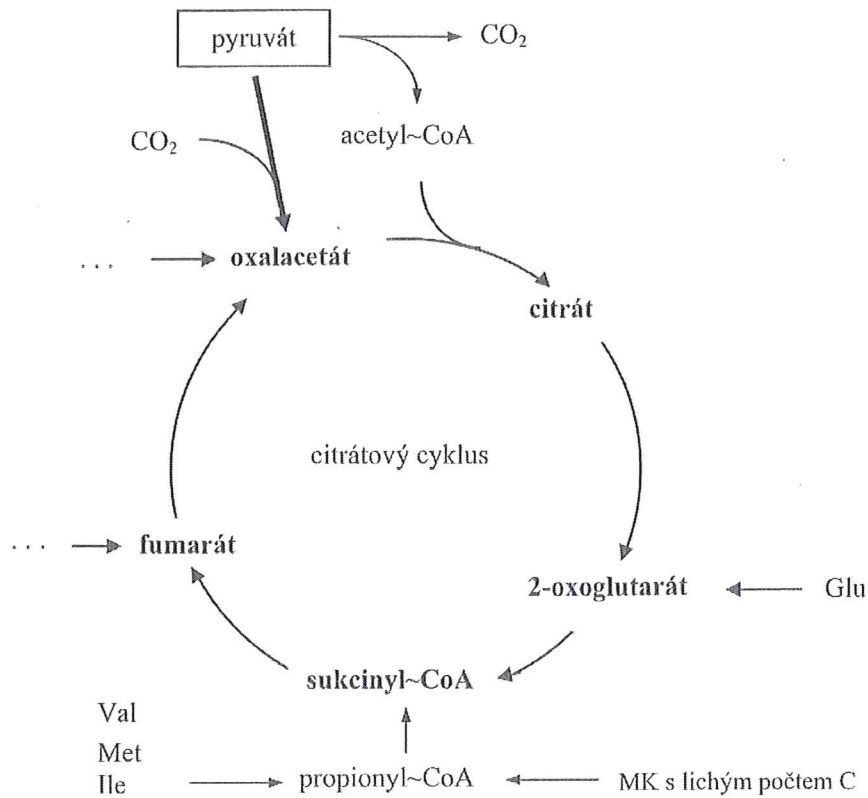 pyruvát
CO₂
CO₂
acetyl~CoA
. . .
oxalacetát
citrát
citrátový cyklus
. . .
fumarát
2-oxoglutarát
Glu
sukcinyl~CoA
Val
Met
Ile
propionyl~CoA
MK s lichým počtem C